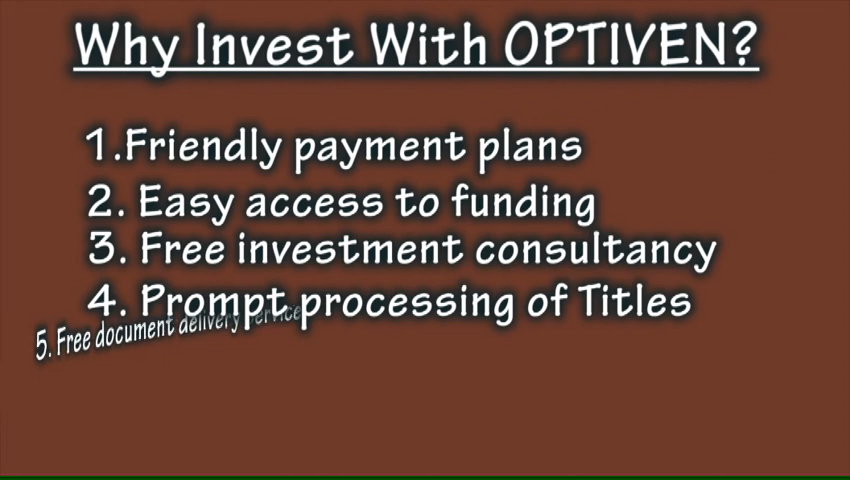 Why Invest With OPTIVEN?
1.Friendly payment plans
2. Easy access to funding
3. Free investment consultancy
4. Prompt processing of Titles
5. Free document delivery service